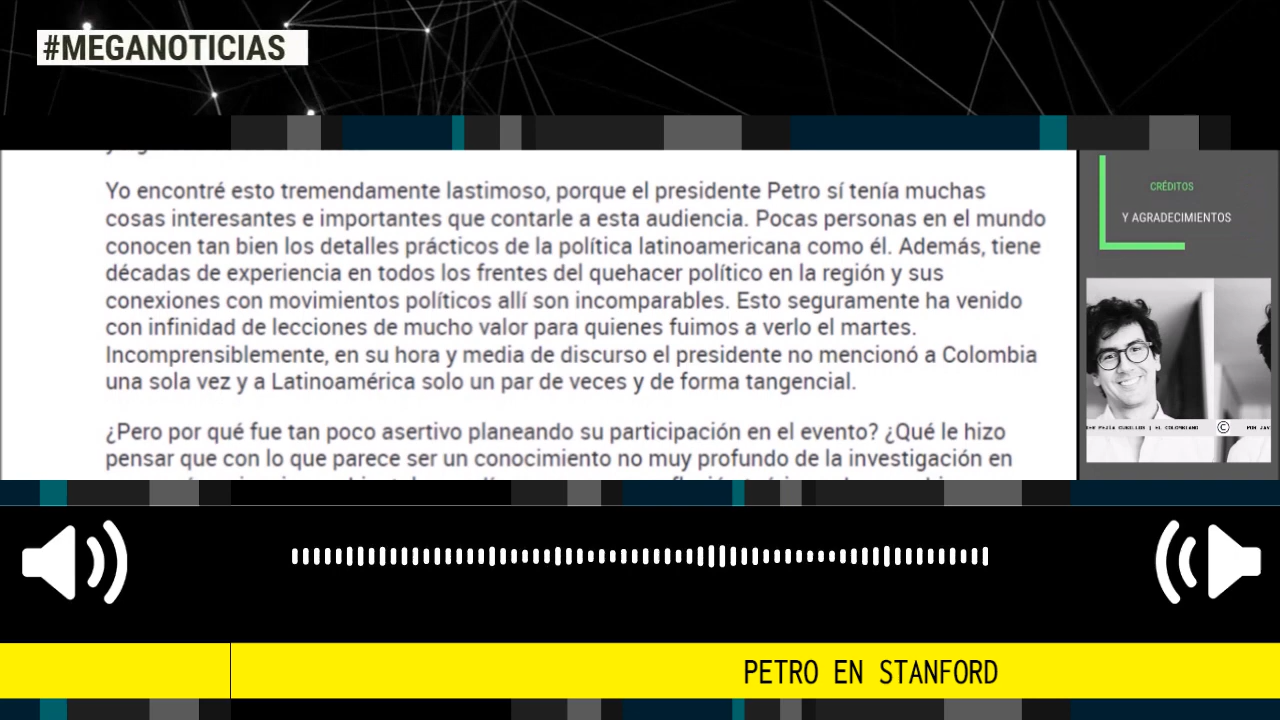 #MEGANOTICIAS
Yo encontré esto tremendamente lastimoso, porque el presidente Petro sí tenía muchas
cosas interesantes e importantes que contarle a esta audiencia. Pocas personas en el mundo
conocen tan bien los detalles prácticos de la política latinoamericana como él. Además, tiene
décadas de experiencia en todos los frentes del quehacer político en la región y sus
conexiones con movimientos políticos allí son incomparables. Esto seguramente ha venido
con infinidad de lecciones de mucho valor para quienes fuimos a verlo el martes.
Incomprensiblemente, en su hora y media de discurso el presidente no mencionó a Colombia
una sola vez y a Latinoamérica solo un par de veces y de forma tangencial.
¿Pero por qué fue tan poco asertivo planeando su participación en el evento? ¿Qué le hizo
pensar que con lo que parece ser un conocimiento no muy profundo de la investigación en
CRÉDITOS
Y AGRADECIMIENTOS
| EL COLOMBIANO © POR
PETRO EN STANFORD